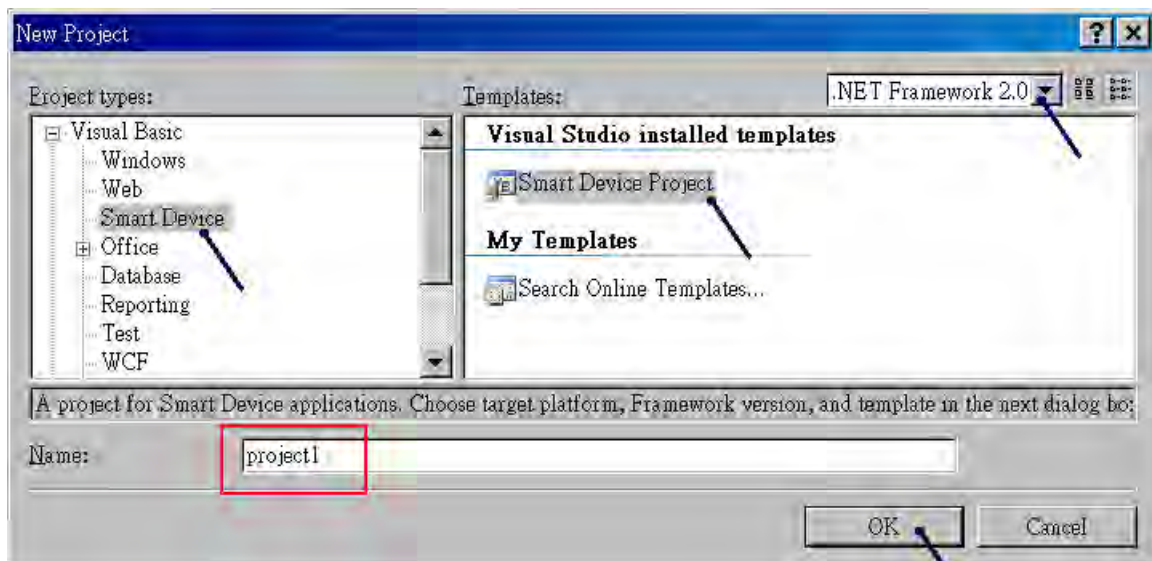 New Project
Project types:
Templates:
.NET Framework 2.0
Visual Basic
Windows
Web
Smart Device
Office
Database
Reporting
Test
WCF
Visual Studio installed templates
Smart Device Project
My Templates
Search Online Templates...
A project for Smart Device applications. Choose target platform, Framework version, and template in the next dialog bo
Name:
project1
OK
Cancel